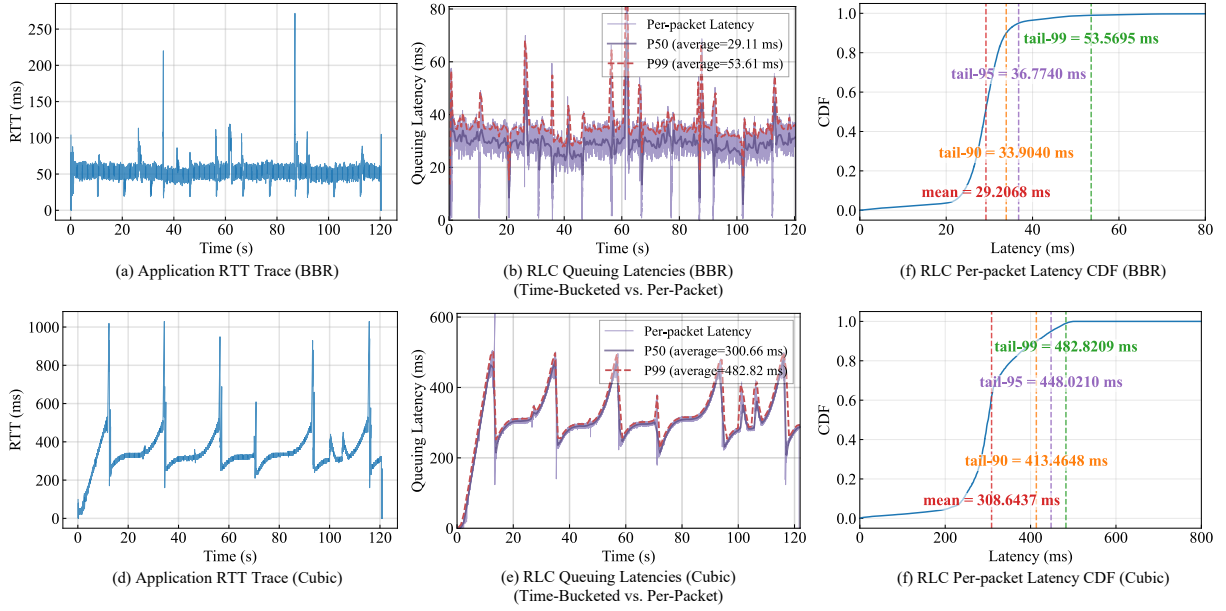 RTT (ms)
250
200
150
100
50
0
0
20
40
60
80
100
120
Time (s)
(a) Application RTT Trace (BBR)
Queuing Latency (ms)
80
60
40
20
0
Per-packet Latency
P50 (average=29.11 ms)
P99 (average=53.61 ms)
0
20
40
60
80
100
120
Time (s)
(b) RLC Queuing Latencies (BBR)
(Time-Bucketed vs. Per-Packet)
CDF
1.0
0.8
0.6
0.4
0.2
0.0
tail-99 = 53.5695 ms
tail-95 = 36.7740 ms
tail-90 = 33.9040 ms
mean = 29.2068 ms
0
20
40
60
80
Latency (ms)
(f) RLC Per-packet Latency CDF (BBR)
RTT (ms)
1000
800
600
400
200
0
0
20
40
60
80
100
120
Time (s)
(d) Application RTT Trace (Cubic)
Queuing Latency (ms)
600
400
200
0
Per-packet Latency
P50 (average=300.66 ms)
P99 (average=482.82 ms)
0
20
40
60
80
100
120
Time (s)
(e) RLC Queuing Latencies (Cubic)
(Time-Bucketed vs. Per-Packet)
CDF
1.0
0.8
0.6
0.4
0.2
0.0
tail-99 = 482.8209 ms
tail-95 = 448.0210 ms
tail-90 = 413.4648 ms
mean = 308.6437 ms
0
200
400
600
800
Latency (ms)
(f) RLC Per-packet Latency CDF (Cubic)